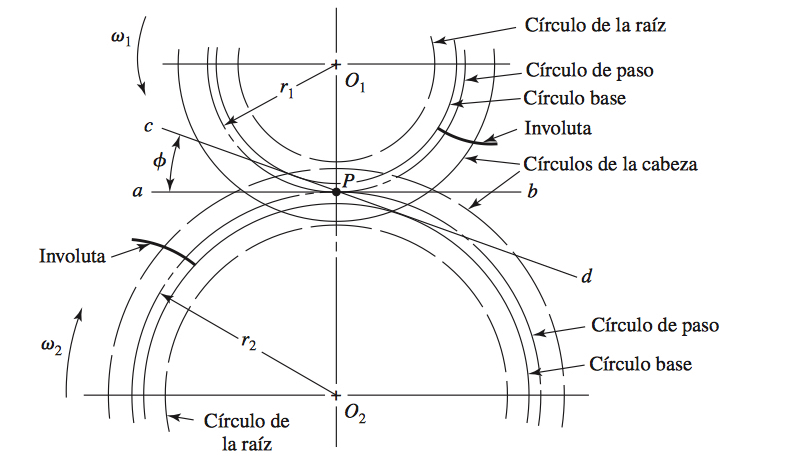 Círculo de la raíz
ω1
O1
Círculo de paso
r1
Círculo base
c
Involuta
ϕ
Círculos de la cabeza
P
a
b
Involuta
d
Círculo de paso
ω2
r2
Círculo base
O2
Círculo de
la raíz